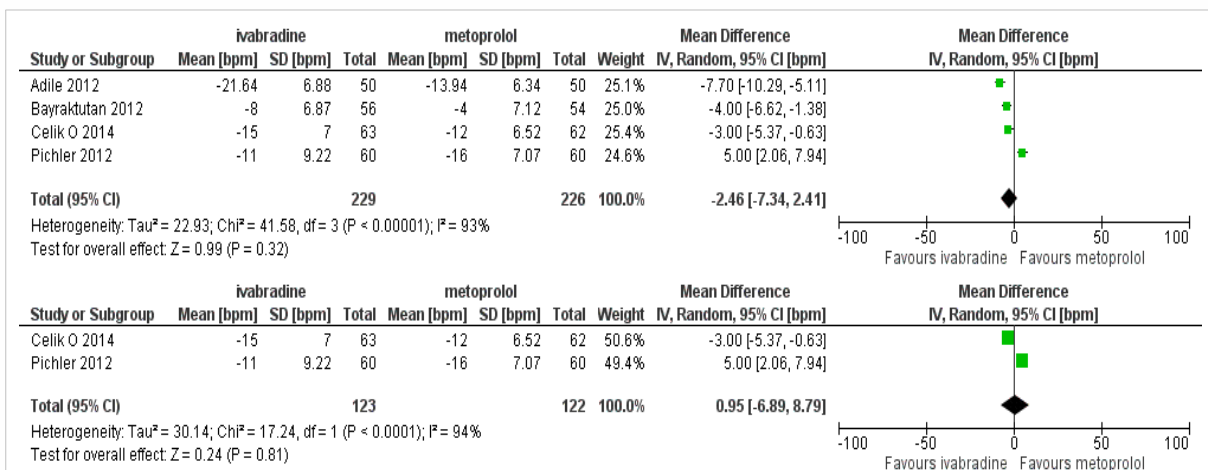 ivabradine metoprolol Mean Difference Mean Difference
Study or Subgroup Mean [bpm] SD [bpm] Total Mean [bpm] SD [bpm] Total Weight IV, Random, 95% CI [bpm] IV, Random, 95% CI [bpm]
Adile 2012 -21.64 6.88 50 -13.94 6.34 50 25.1% -7.70 [-10.29, -5.11]
Bayraktutan 2012 -8 6.87 56 -4 7.12 54 25.0% -4.00 [-6.62, -1.38]
Celik O 2014 -15 7 63 -12 6.52 62 25.4% -3.00 [-5.37, -0.63]
Pichler 2012 -11 9.22 60 -16 7.07 60 24.6% 5.00 [2.06, 7.94]
Total (95% CI) 229 226 100.0% -2.46 [-7.34, 2.41]
Heterogeneity: Tau² = 22.93; Chi² = 41.58, df = 3 (P < 0.00001); I² = 93%
Test for overall effect: Z = 0.99 (P = 0.32)
-100 -50 0 50 100
Favours ivabradine Favours metoprolol
ivabradine metoprolol Mean Difference Mean Difference
Study or Subgroup Mean [bpm] SD [bpm] Total Mean [bpm] SD [bpm] Total Weight IV, Random, 95% CI [bpm] IV, Random, 95% CI [bpm]
Celik O 2014 -15 7 63 -12 6.52 62 50.6% -3.00 [-5.37, -0.63]
Pichler 2012 -11 9.22 60 -16 7.07 60 49.4% 5.00 [2.06, 7.94]
Total (95% CI) 123 122 100.0% 0.95 [-6.89, 8.79]
Heterogeneity: Tau² = 30.14; Chi² = 17.24, df = 1 (P < 0.0001); I² = 94%
Test for overall effect: Z = 0.24 (P = 0.81)
-100 -50 0 50 100
Favours ivabradine Favours metoprolol